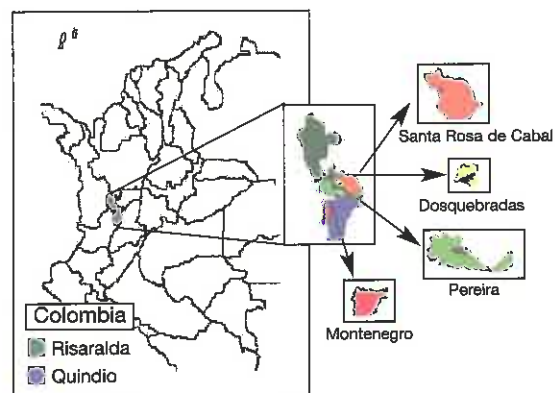 Santa Rosa de Cabal
Dosquebradas
Pereira
Montenegro
Colombia
Risaralda
Quindio